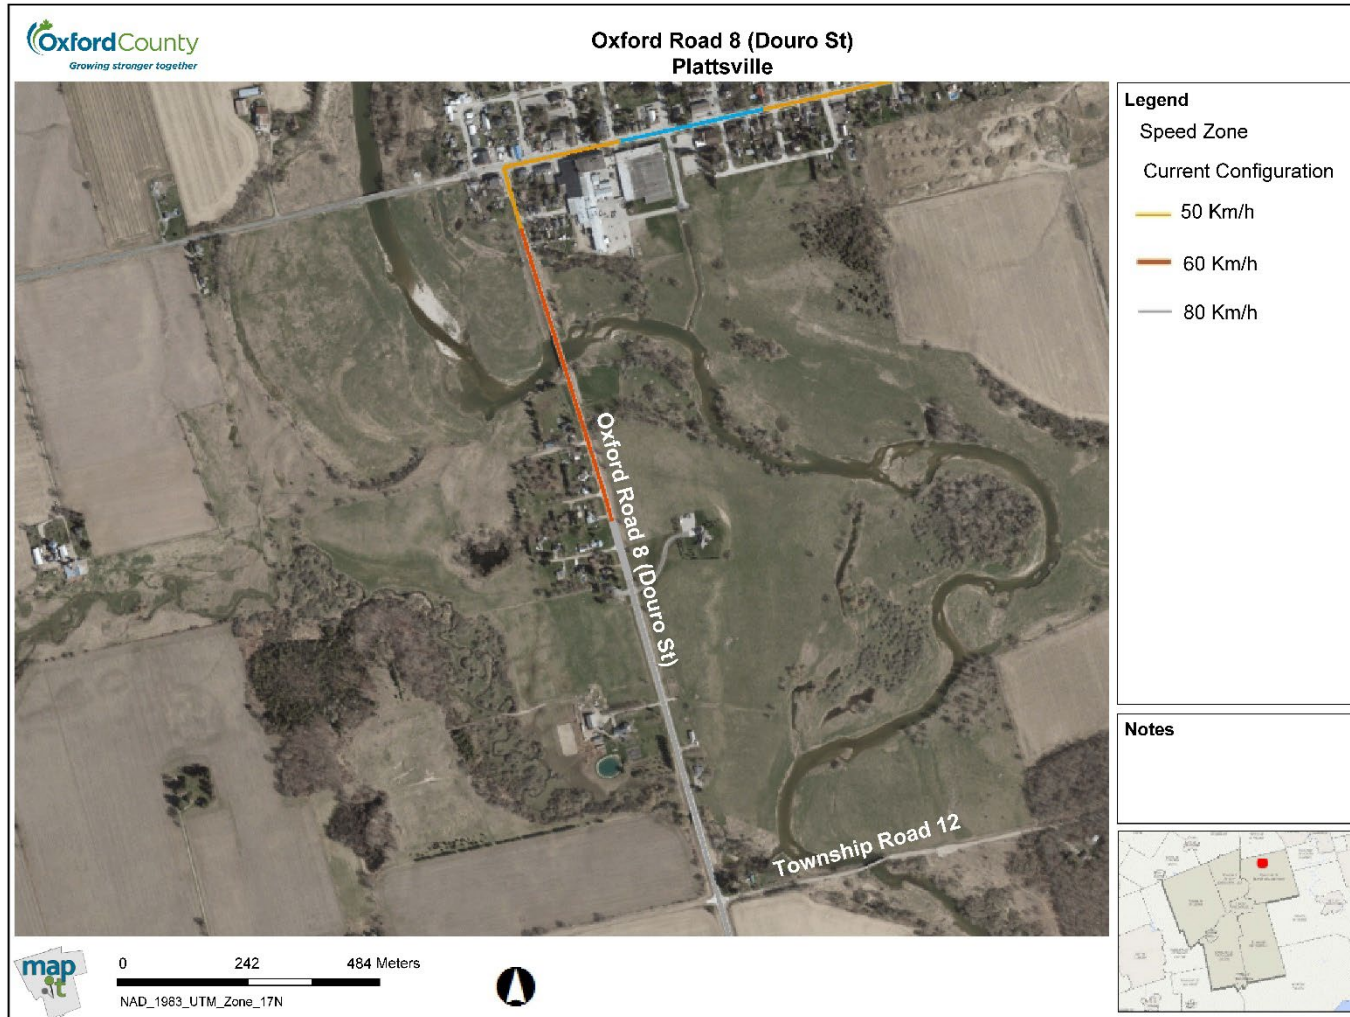 OxfordCounty
Growing stronger together
Oxford Road 8 (Douro St)
Plattsville
Legend
Speed Zone
Current Configuration
50 Km/h
60 Km/h
80 Km/h
Oxford Road 8 (Douro St)
Township Road 12
Notes
map it
0 242 484 Meters
NAD_1983_UTM_Zone_17N